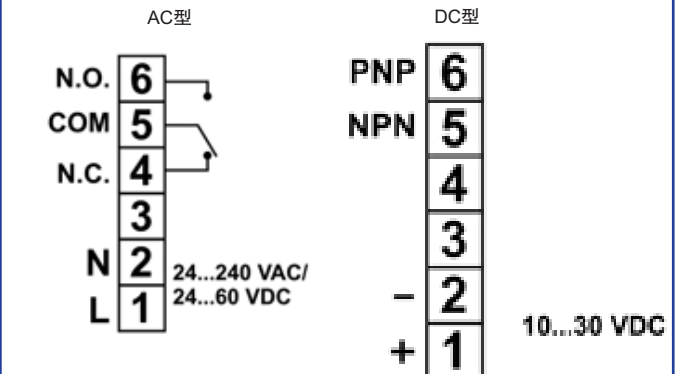 AC型
N.O. 6
COM 5
N.C. 4
3
N 2
L 1
24...240 VAC/
24...60 VDC
DC型
PNP 6
NPN 5
4
3
– 2
+ 1
10...30 VDC